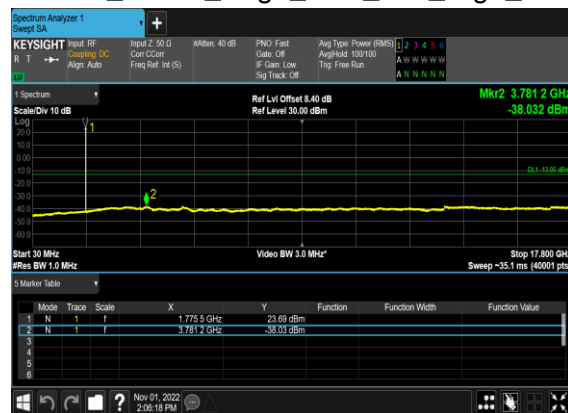 Spectrum Analyzer 1
Swept SA
KEYSIGHT Input: RF Input Z: 50 Ω #Atten: 40 dB PNO: Fast Avg Type: Power (RMS) 1 2 3 4 5 6
R T Coupling: DC Corr CCorr Gate: Off Avg|Hold: 100/100 A W W W W W
Align: Auto Freq Ref: Int (S) IF Gain: Low Trig: Free Run
Sig Track: Off A N N N N N
1 Spectrum Ref Lvl Offset 8.40 dB Mkr2 3.781 2 GHz
Scale/Div 10 dB Ref Level 30.00 dBm -38.032 dBm
Log
20.0
10.0
0.00
-10.0
-20.0
-30.0
-40.0
-50.0
-60.0
1
2
DL1 -13.00 dBm
Start 30 MHz Video BW 3.0 MHz* Stop 17.800 GHz
#Res BW 1.0 MHz Sweep ~35.1 ms (40001 pts)
5 Marker Table
Mode Trace Scale X Y Function Function Width Function Value
1 N 1 f 1.775 5 GHz 23.69 dBm
2 N 1 f 3.781 2 GHz -38.03 dBm
3
4
5
6
? Nov 01, 2022
2:06:18 PM